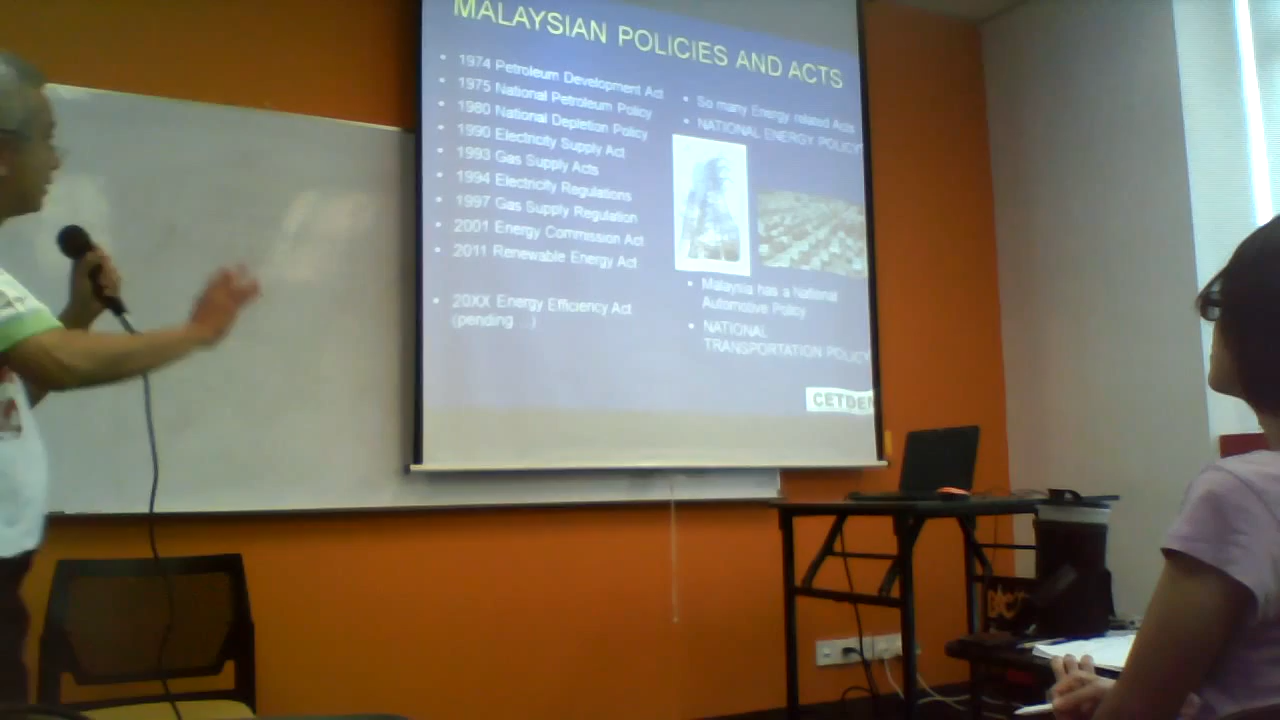 MALAYSIAN POLICIES AND ACTS
• 1974 Petroleum Development Act
• 1975 National Petroleum Policy
• 1980 National Depletion Policy
• 1990 Electricity Supply Act
• 1993 Gas Supply Acts
• 1994 Electricity Regulations
• 1997 Gas Supply Regulation
• 2001 Energy Commission Act
• 2011 Renewable Energy Act
• 20XX Energy Efficiency Act
(pending ...)
• So many Energy related Acts
• NATIONAL ENERGY POLICY
• Malaysia has a National
Automotive Policy
• NATIONAL
TRANSPORTATION POLICY
CETDEM